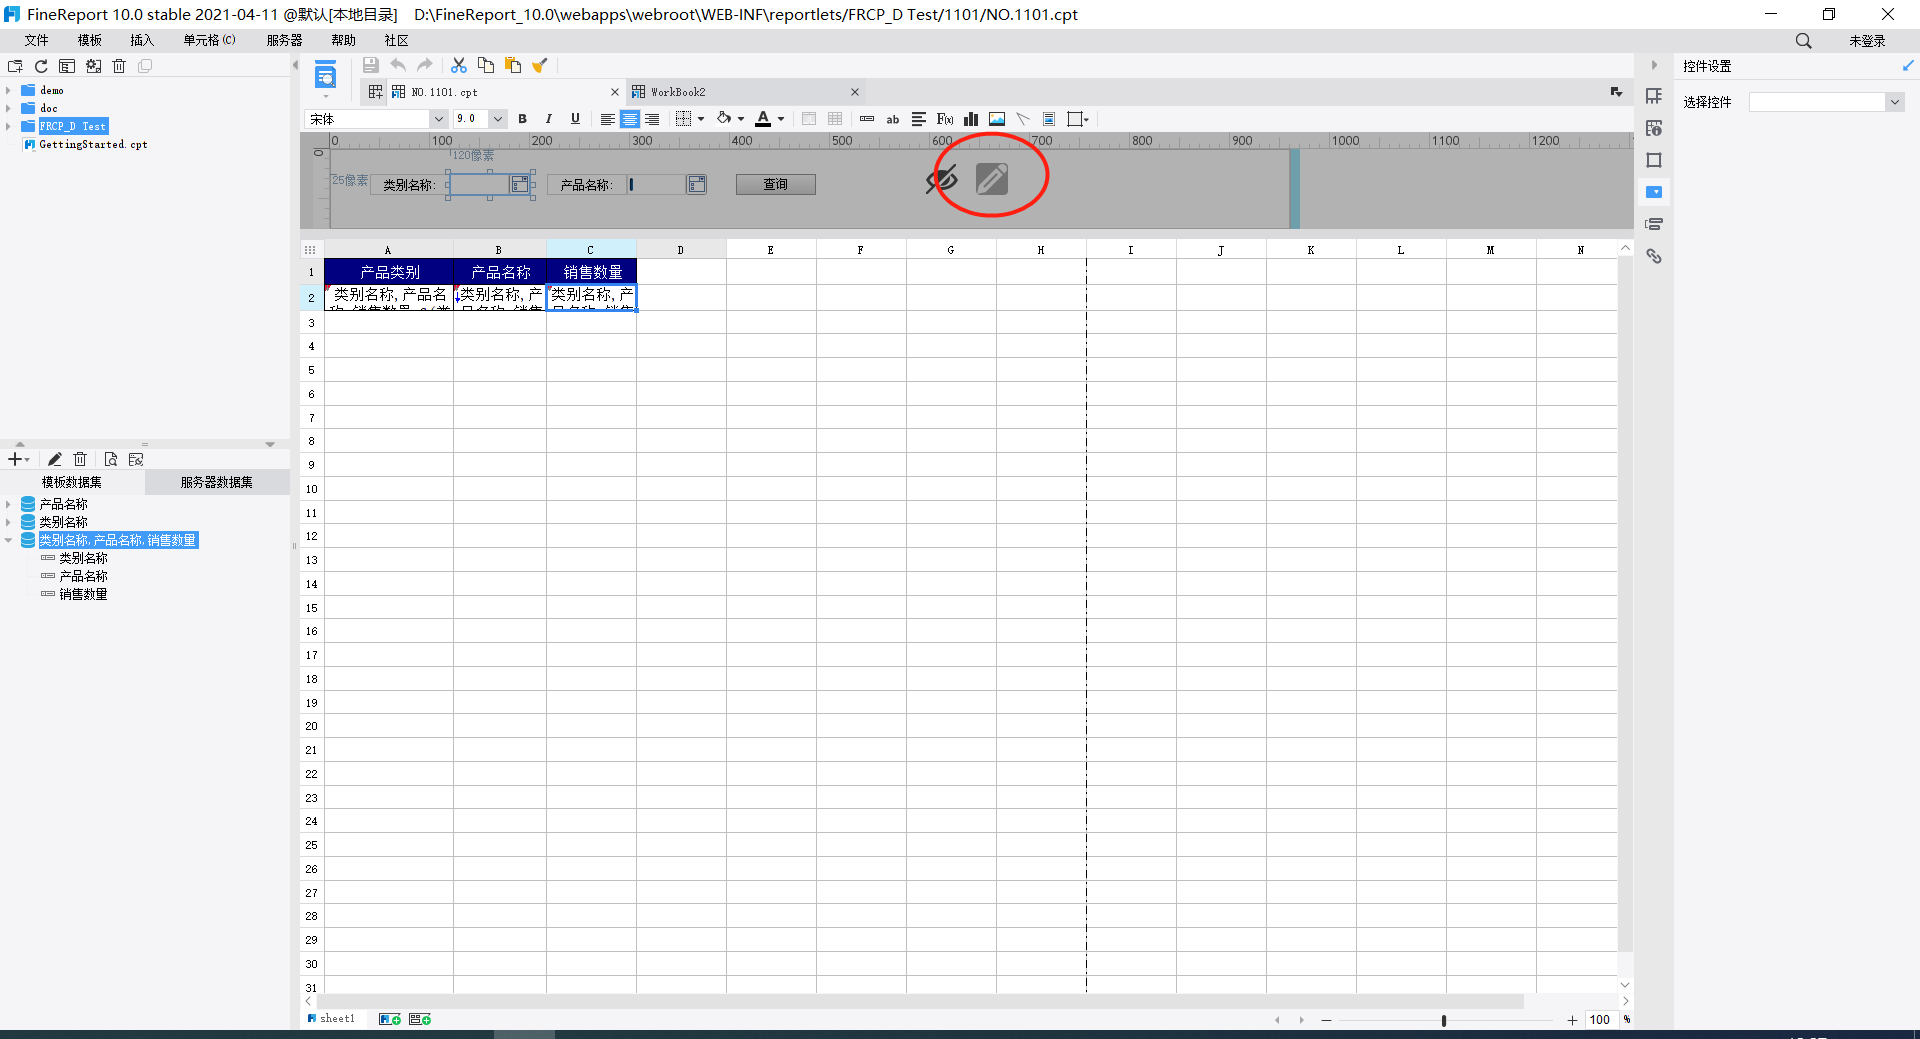 FineReport 10.0 stable 2021-04-11 @默认[本地目录] D:\FineReport_10.0\webapps\webroot\WEB-INF\reportlets/FRCP_D Test/1101/NO.1101.cpt
文件 模板 插入 单元格(C) 服务器 帮助 社区 未登录
demo
doc
FRCP_D Test
GettingStarted.cpt
模板数据集 服务器数据集
产品名称
类别名称
类别名称,产品名称,销售数量
类别名称
产品名称
销售数量
NO.1101.cpt WorkBook2
宋体 9.0 B I U ab F(x)
0 100 200 300 400 500 600 700 800 900 1000 1100 1200
0
120像素
25像素 类别名称: 产品名称: 查询
A B C D E F G H I J K L M N
1 产品类别 产品名称 销售数量
2 类别名称,产品名 类别名称,产 类别名称,产
3
4
5
6
7
8
9
10
11
12
13
14
15
16
17
18
19
20
21
22
23
24
25
26
27
28
29
30
31
sheet1 100 %
控件设置
选择控件